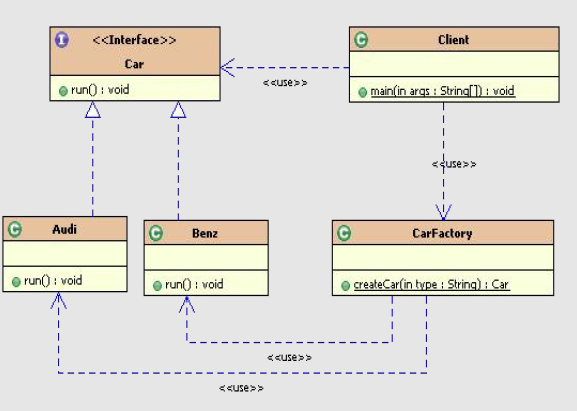 <<Interface>>
Car
run() : void
Client
main(in args : String[]) : void
<<use>>
<<use>>
Audi
run() : void
Benz
run() : void
CarFactory
createCar(in type : String) : Car
<<use>>
<<use>>